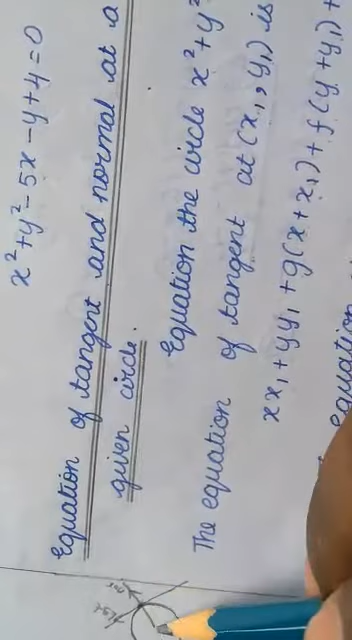 x²+y²-5x-y+4=0
Equation of tangent and normal at a
given circle.
Equation the circle x²+y²
The equation of tangent at (x₁, y₁) is
xx₁+yy₁+g(x+x₁)+f(y+y₁)+
equation